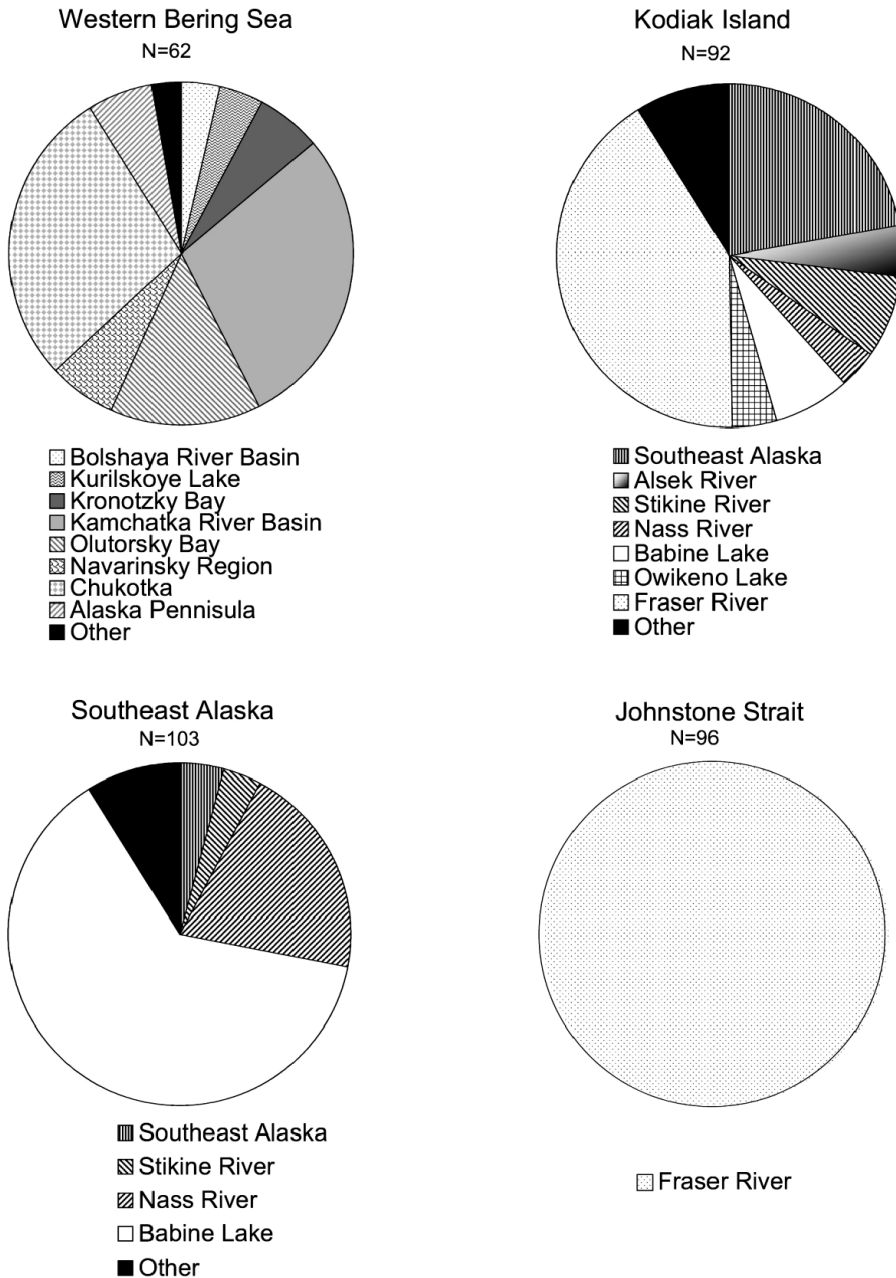 Western Bering Sea
N=62
Bolshaya River Basin
Kurilskoye Lake
Kronotzky Bay
Kamchatka River Basin
Olutorsky Bay
Navarinsky Region
Chukotka
Alaska Pennisula
Other
Kodiak Island
N=92
Southeast Alaska
Alsek River
Stikine River
Nass River
Babine Lake
Owikeno Lake
Fraser River
Other
Southeast Alaska
N=103
Southeast Alaska
Stikine River
Nass River
Babine Lake
Other
Johnstone Strait
N=96
Fraser River